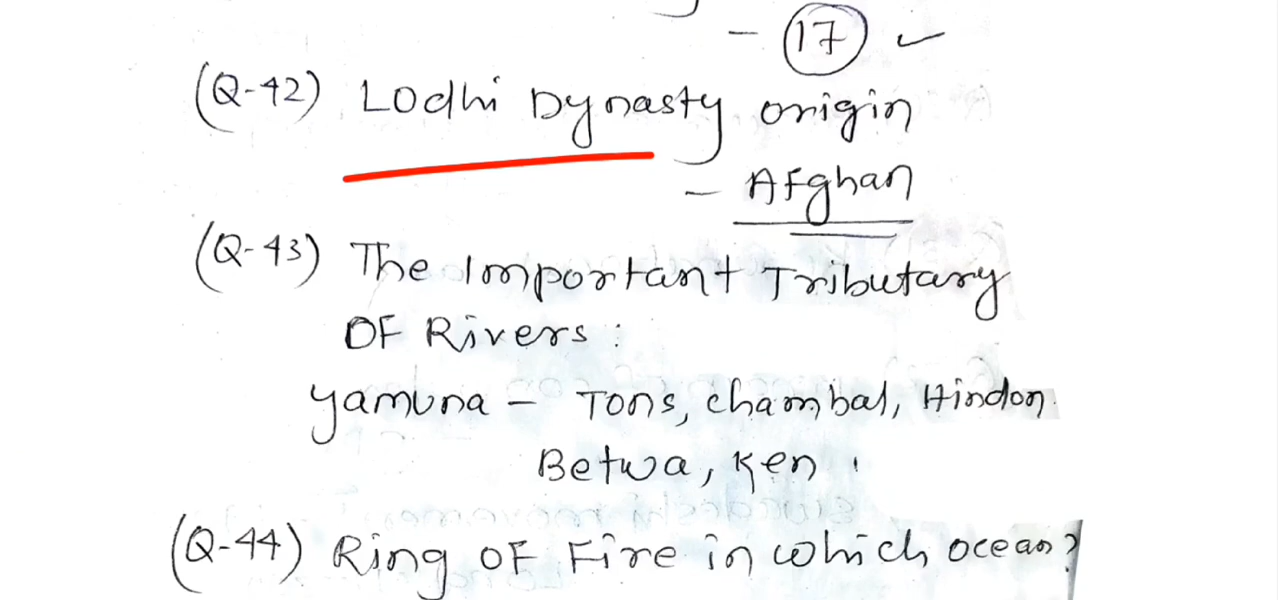 - 17
(Q-42) Lodhi Dynasty origin
- Afghan
(Q-43) The Important Tributary
OF Rivers :
Yamuna - Tons, Chambal, Hindon
Betwa, Ken
(Q-44) Ring OF Fire in which ocean?